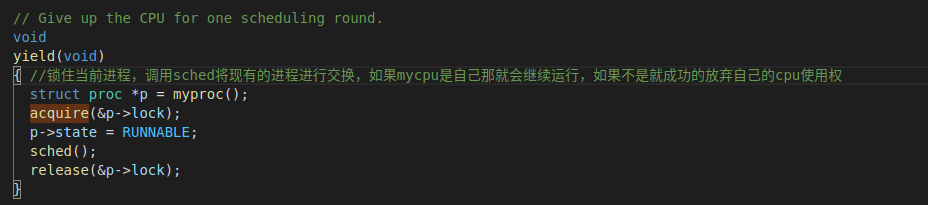 // Give up the CPU for one scheduling round.
void
yield(void)
{ //锁住当前进程，调用sched将现有的进程进行交换，如果mycpu是自己那就会继续运行，如果不是就成功的放弃自己的cpu使用权
  struct proc *p = myproc();
  acquire(&p->lock);
  p->state = RUNNABLE;
  sched();
  release(&p->lock);
}